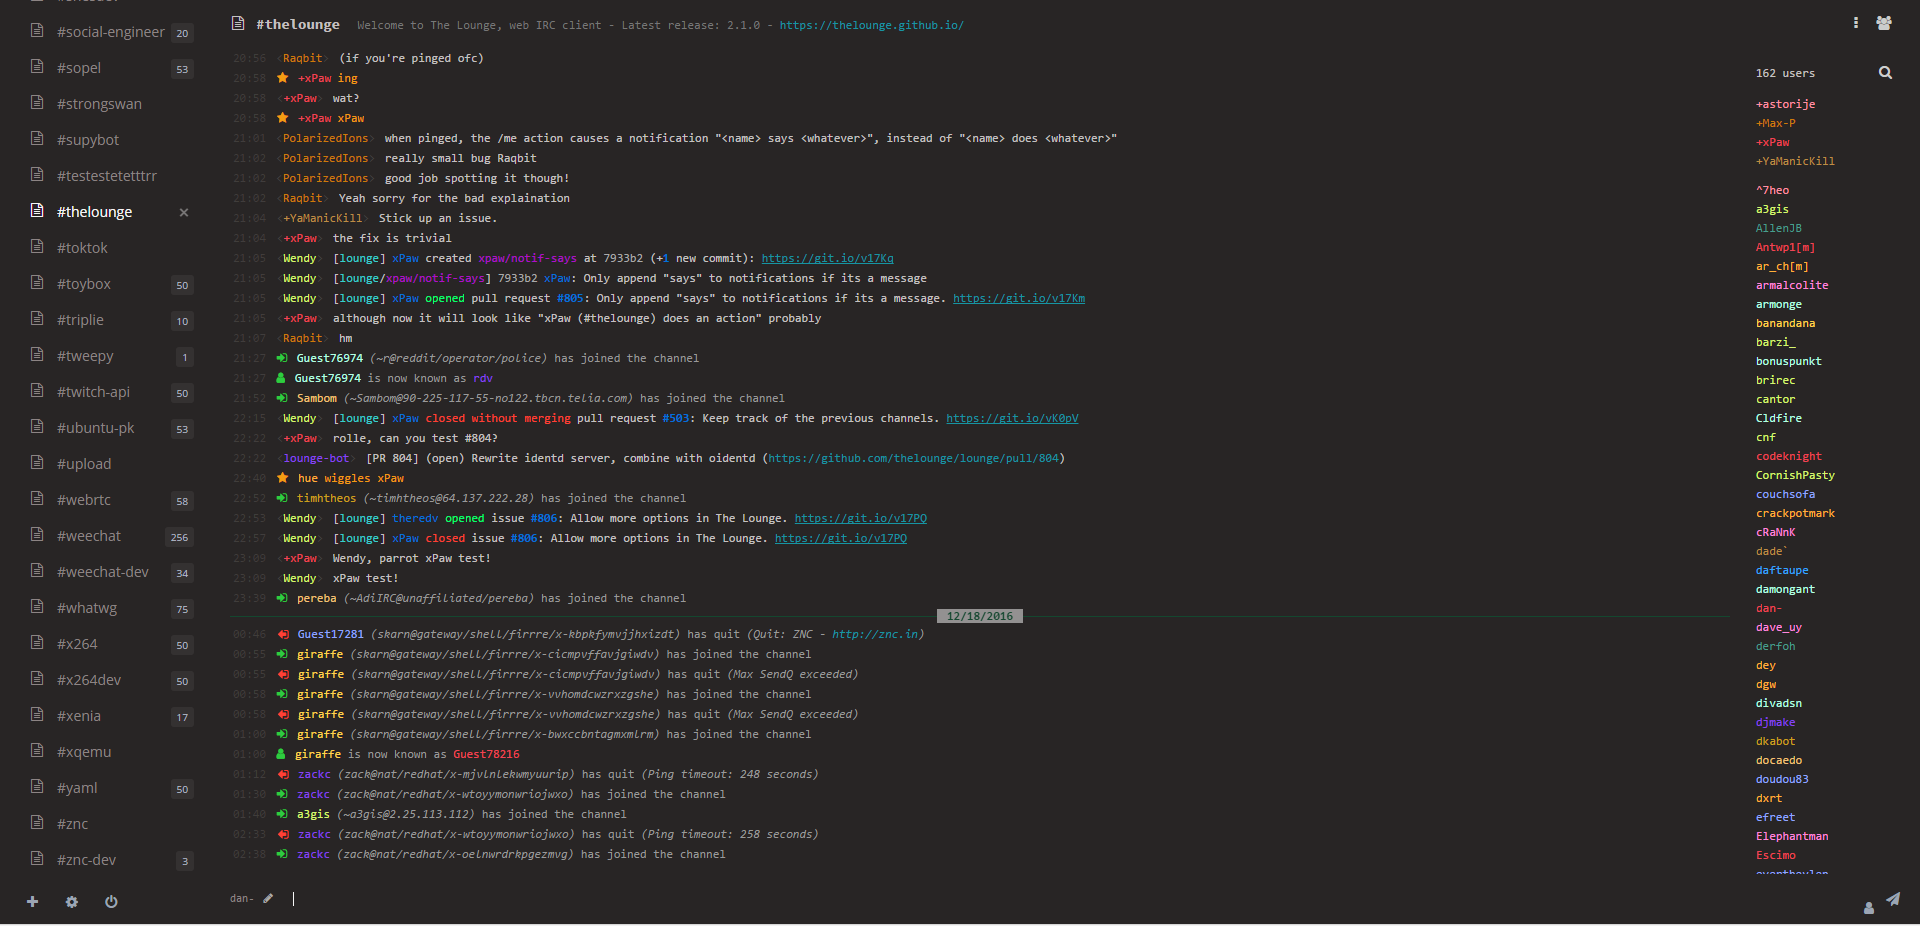 #social-engineer 20
#sopel 53
#strongswan
#supybot
#testestetetttrr
#thelounge ×
#toktok
#toybox 50
#triplie 10
#tweepy 1
#twitch-api 50
#ubuntu-pk 53
#upload
#webrtc 58
#weechat 256
#weechat-dev 34
#whatwg 75
#x264 50
#x264dev 50
#xenia 17
#xqemu
#yaml 50
#znc
#znc-dev 3
#thelounge Welcome to The Lounge, web IRC client - Latest release: 2.1.0 - https://thelounge.github.io/
20:56 <Raqbit> (if you're pinged ofc)
20:58 +xPaw ing
20:58 <+xPaw> wat?
20:58 +xPaw xPaw
21:01 <PolarizedIons> when pinged, the /me action causes a notification "<name> says <whatever>", instead of "<name> does <whatever>"
21:02 <PolarizedIons> really small bug Raqbit
21:02 <PolarizedIons> good job spotting it though!
21:02 <Raqbit> Yeah sorry for the bad explaination
21:04 <+YaManicKill> Stick up an issue.
21:04 <+xPaw> the fix is trivial
21:05 <Wendy> [lounge] xPaw created xpaw/notif-says at 7933b2 (+1 new commit): https://git.io/v17Kq
21:05 <Wendy> [lounge/xpaw/notif-says] 7933b2 xPaw: Only append "says" to notifications if its a message
21:05 <Wendy> [lounge] xPaw opened pull request #805: Only append "says" to notifications if its a message. https://git.io/v17Km
21:05 <+xPaw> although now it will look like "xPaw (#thelounge) does an action" probably
21:07 <Raqbit> hm
21:27 Guest76974 (~r@reddit/operator/police) has joined the channel
21:27 Guest76974 is now known as rdv
21:52 Sambom (~Sambom@90-225-117-55-no122.tbcn.telia.com) has joined the channel
22:15 <Wendy> [lounge] xPaw closed without merging pull request #503: Keep track of the previous channels. https://git.io/vK0pV
22:22 <+xPaw> rolle, can you test #804?
22:22 <lounge-bot> [PR 804] (open) Rewrite identd server, combine with oidentd (https://github.com/thelounge/lounge/pull/804)
22:40 hue wiggles xPaw
22:52 timhtheos (~timhtheos@64.137.222.28) has joined the channel
22:53 <Wendy> [lounge] theredv opened issue #806: Allow more options in The Lounge. https://git.io/v17PQ
22:57 <Wendy> [lounge] xPaw closed issue #806: Allow more options in The Lounge. https://git.io/v17PQ
23:09 <+xPaw> Wendy, parrot xPaw test!
23:09 <Wendy> xPaw test!
23:39 pereba (~AdiIRC@unaffiliated/pereba) has joined the channel
12/18/2016
00:46 Guest17281 (skarn@gateway/shell/firrre/x-kbpkfymvjjhxizdt) has quit (Quit: ZNC - http://znc.in)
00:55 giraffe (skarn@gateway/shell/firrre/x-cicmpvffavjgiwdv) has joined the channel
00:55 giraffe (skarn@gateway/shell/firrre/x-cicmpvffavjgiwdv) has quit (Max SendQ exceeded)
00:58 giraffe (skarn@gateway/shell/firrre/x-vvhomdcwzrxzgshe) has joined the channel
00:58 giraffe (skarn@gateway/shell/firrre/x-vvhomdcwzrxzgshe) has quit (Max SendQ exceeded)
01:00 giraffe (skarn@gateway/shell/firrre/x-bwxccbntagmxmlrm) has joined the channel
01:00 giraffe is now known as Guest78216
01:12 zackc (zack@nat/redhat/x-mjvlnlekwmyuurip) has quit (Ping timeout: 248 seconds)
01:30 zackc (zack@nat/redhat/x-wtoyymonwriojwxo) has joined the channel
01:40 a3gis (~a3gis@2.25.113.112) has joined the channel
02:33 zackc (zack@nat/redhat/x-wtoyymonwriojwxo) has quit (Ping timeout: 258 seconds)
02:38 zackc (zack@nat/redhat/x-oelnwrdrkpgezmvg) has joined the channel
dan-
162 users
+astorije
+Max-P
+xPaw
+YaManicKill
^7heo
a3gis
AllenJB
Antwpl[m]
ar_ch[m]
armalcolite
armonge
banandana
barzi_
bonuspunkt
brirec
cantor
Cldfire
cnf
codeknight
CornishPasty
couchsofa
crackpotmark
cRaNnK
dade`
daftaupe
damongant
dan-
dave_uy
derfoh
dey
dgw
divadsn
djmake
dkabot
docaedo
doudou83
dxrt
efreet
Elephantman
Escimo